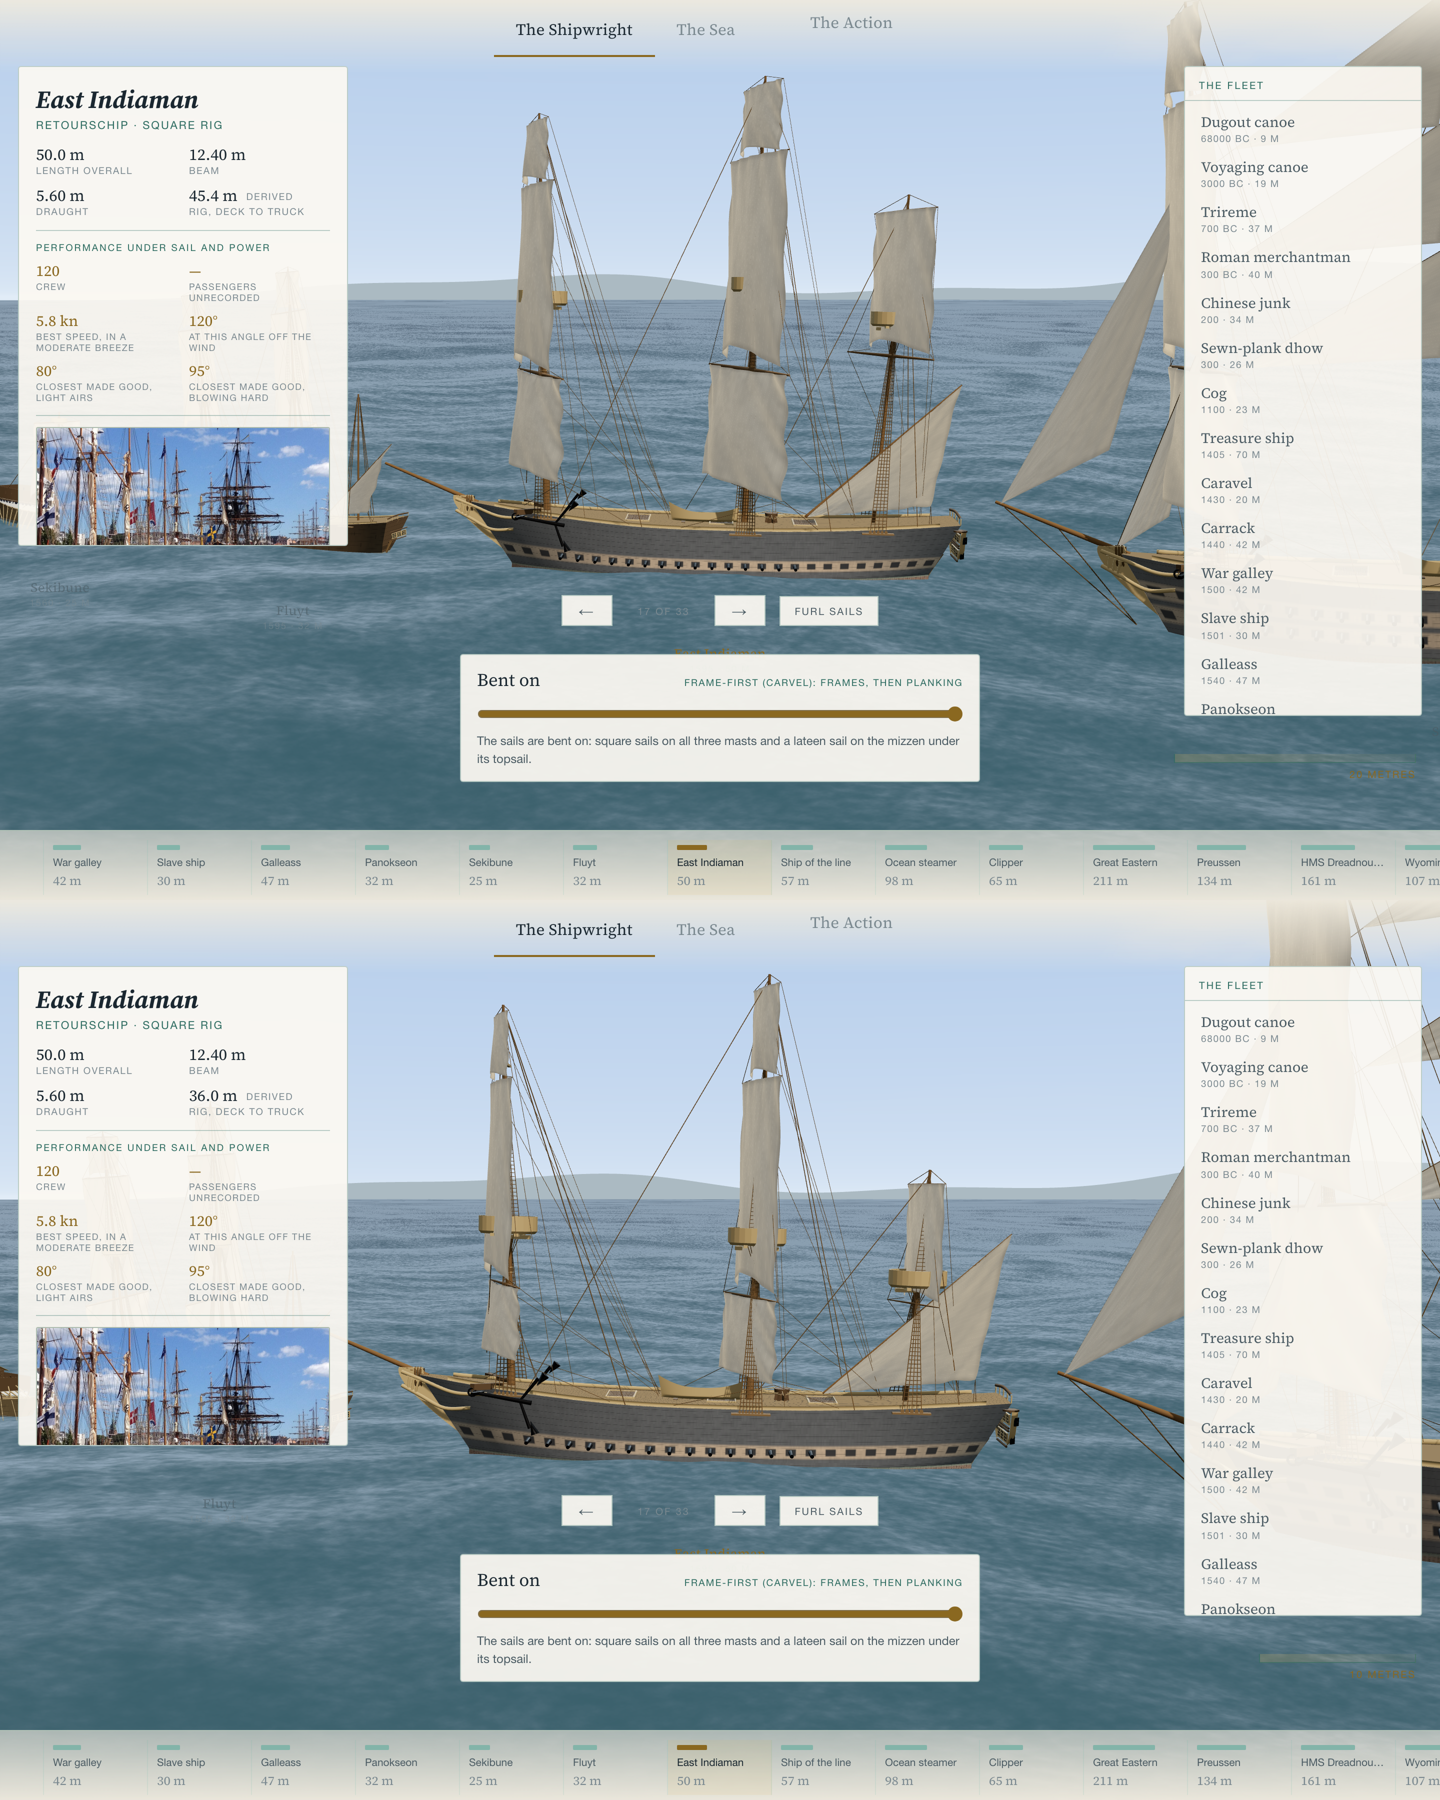 The Shipwright
The Sea
The Action
East Indiaman
RETOURSCHIP · SQUARE RIG
50.0 m
LENGTH OVERALL
12.40 m
BEAM
5.60 m
DRAUGHT
45.4 m DERIVED
RIG, DECK TO TRUCK
PERFORMANCE UNDER SAIL AND POWER
120
CREW
—
PASSENGERS
UNRECORDED
5.8 kn
BEST SPEED, IN A
MODERATE BREEZE
120°
AT THIS ANGLE OFF THE
WIND
80°
CLOSEST MADE GOOD,
LIGHT AIRS
95°
CLOSEST MADE GOOD,
BLOWING HARD
Sekibune
Fluyt
THE FLEET
Dugout canoe
68000 BC · 9 M
Voyaging canoe
3000 BC · 19 M
Trireme
700 BC · 37 M
Roman merchantman
300 BC · 40 M
Chinese junk
200 · 34 M
Sewn-plank dhow
300 · 26 M
Cog
1100 · 23 M
Treasure ship
1405 · 70 M
Caravel
1430 · 20 M
Carrack
1440 · 42 M
War galley
1500 · 42 M
Slave ship
1501 · 30 M
Galleass
1540 · 47 M
Panokseon
←
17 OF 33
→
FURL SAILS
Bent on
FRAME-FIRST (CARVEL): FRAMES, THEN PLANKING
The sails are bent on: square sails on all three masts and a lateen sail on the mizzen under
its topsail.
War galley
42 m
Slave ship
30 m
Galleass
47 m
Panokseon
32 m
Sekibune
25 m
Fluyt
32 m
East Indiaman
50 m
Ship of the line
57 m
Ocean steamer
98 m
Clipper
65 m
Great Eastern
211 m
Preussen
134 m
HMS Dreadnou...
161 m
Wyomin
107 m
The Shipwright
The Sea
The Action
East Indiaman
RETOURSCHIP · SQUARE RIG
50.0 m
LENGTH OVERALL
12.40 m
BEAM
5.60 m
DRAUGHT
36.0 m DERIVED
RIG, DECK TO TRUCK
PERFORMANCE UNDER SAIL AND POWER
120
CREW
—
PASSENGERS
UNRECORDED
5.8 kn
BEST SPEED, IN A
MODERATE BREEZE
120°
AT THIS ANGLE OFF THE
WIND
80°
CLOSEST MADE GOOD,
LIGHT AIRS
95°
CLOSEST MADE GOOD,
BLOWING HARD
Fluyt
THE FLEET
Dugout canoe
68000 BC · 9 M
Voyaging canoe
3000 BC · 19 M
Trireme
700 BC · 37 M
Roman merchantman
300 BC · 40 M
Chinese junk
200 · 34 M
Sewn-plank dhow
300 · 26 M
Cog
1100 · 23 M
Treasure ship
1405 · 70 M
Caravel
1430 · 20 M
Carrack
1440 · 42 M
War galley
1500 · 42 M
Slave ship
1501 · 30 M
Galleass
1540 · 47 M
Panokseon
←
17 OF 33
→
FURL SAILS
Bent on
FRAME-FIRST (CARVEL): FRAMES, THEN PLANKING
The sails are bent on: square sails on all three masts and a lateen sail on the mizzen under
its topsail.
War galley
42 m
Slave ship
30 m
Galleass
47 m
Panokseon
32 m
Sekibune
25 m
Fluyt
32 m
East Indiaman
50 m
Ship of the line
57 m
Ocean steamer
98 m
Clipper
65 m
Great Eastern
211 m
Preussen
134 m
HMS Dreadnou...
161 m
Wyomin
107 m